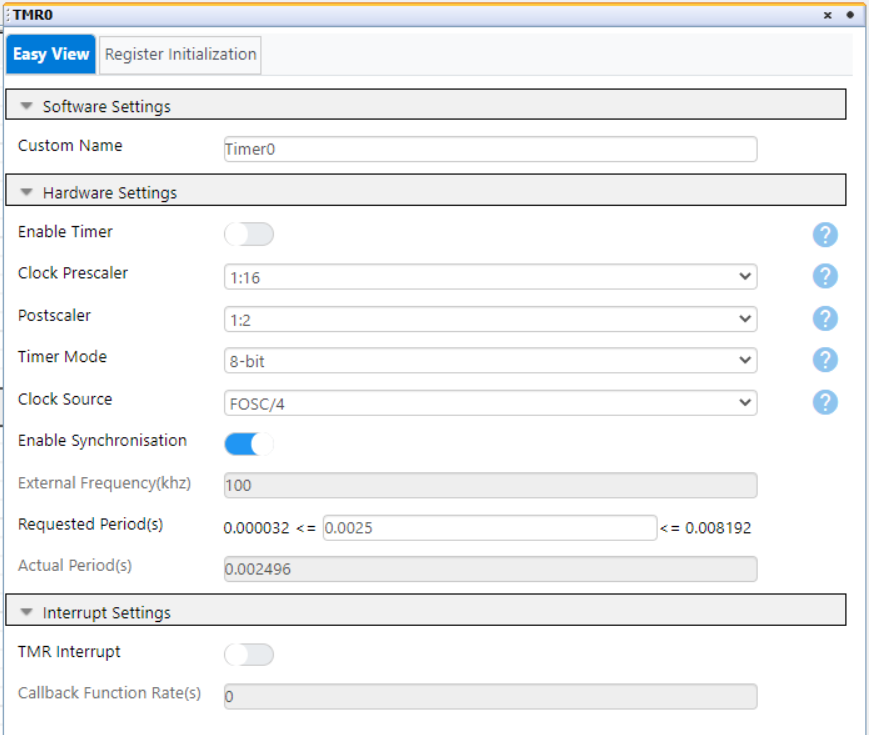 TMR0
Easy View Register Initialization
Software Settings
Custom Name Timer0
Hardware Settings
Enable Timer ?
Clock Prescaler 1:16 ?
Postscaler 1:2 ?
Timer Mode 8-bit ?
Clock Source FOSC/4 ?
Enable Synchronisation
External Frequency(khz) 100
Requested Period(s) 0.000032 <= 0.0025 <= 0.008192
Actual Period(s) 0.002496
Interrupt Settings
TMR Interrupt
Callback Function Rate(s) 0